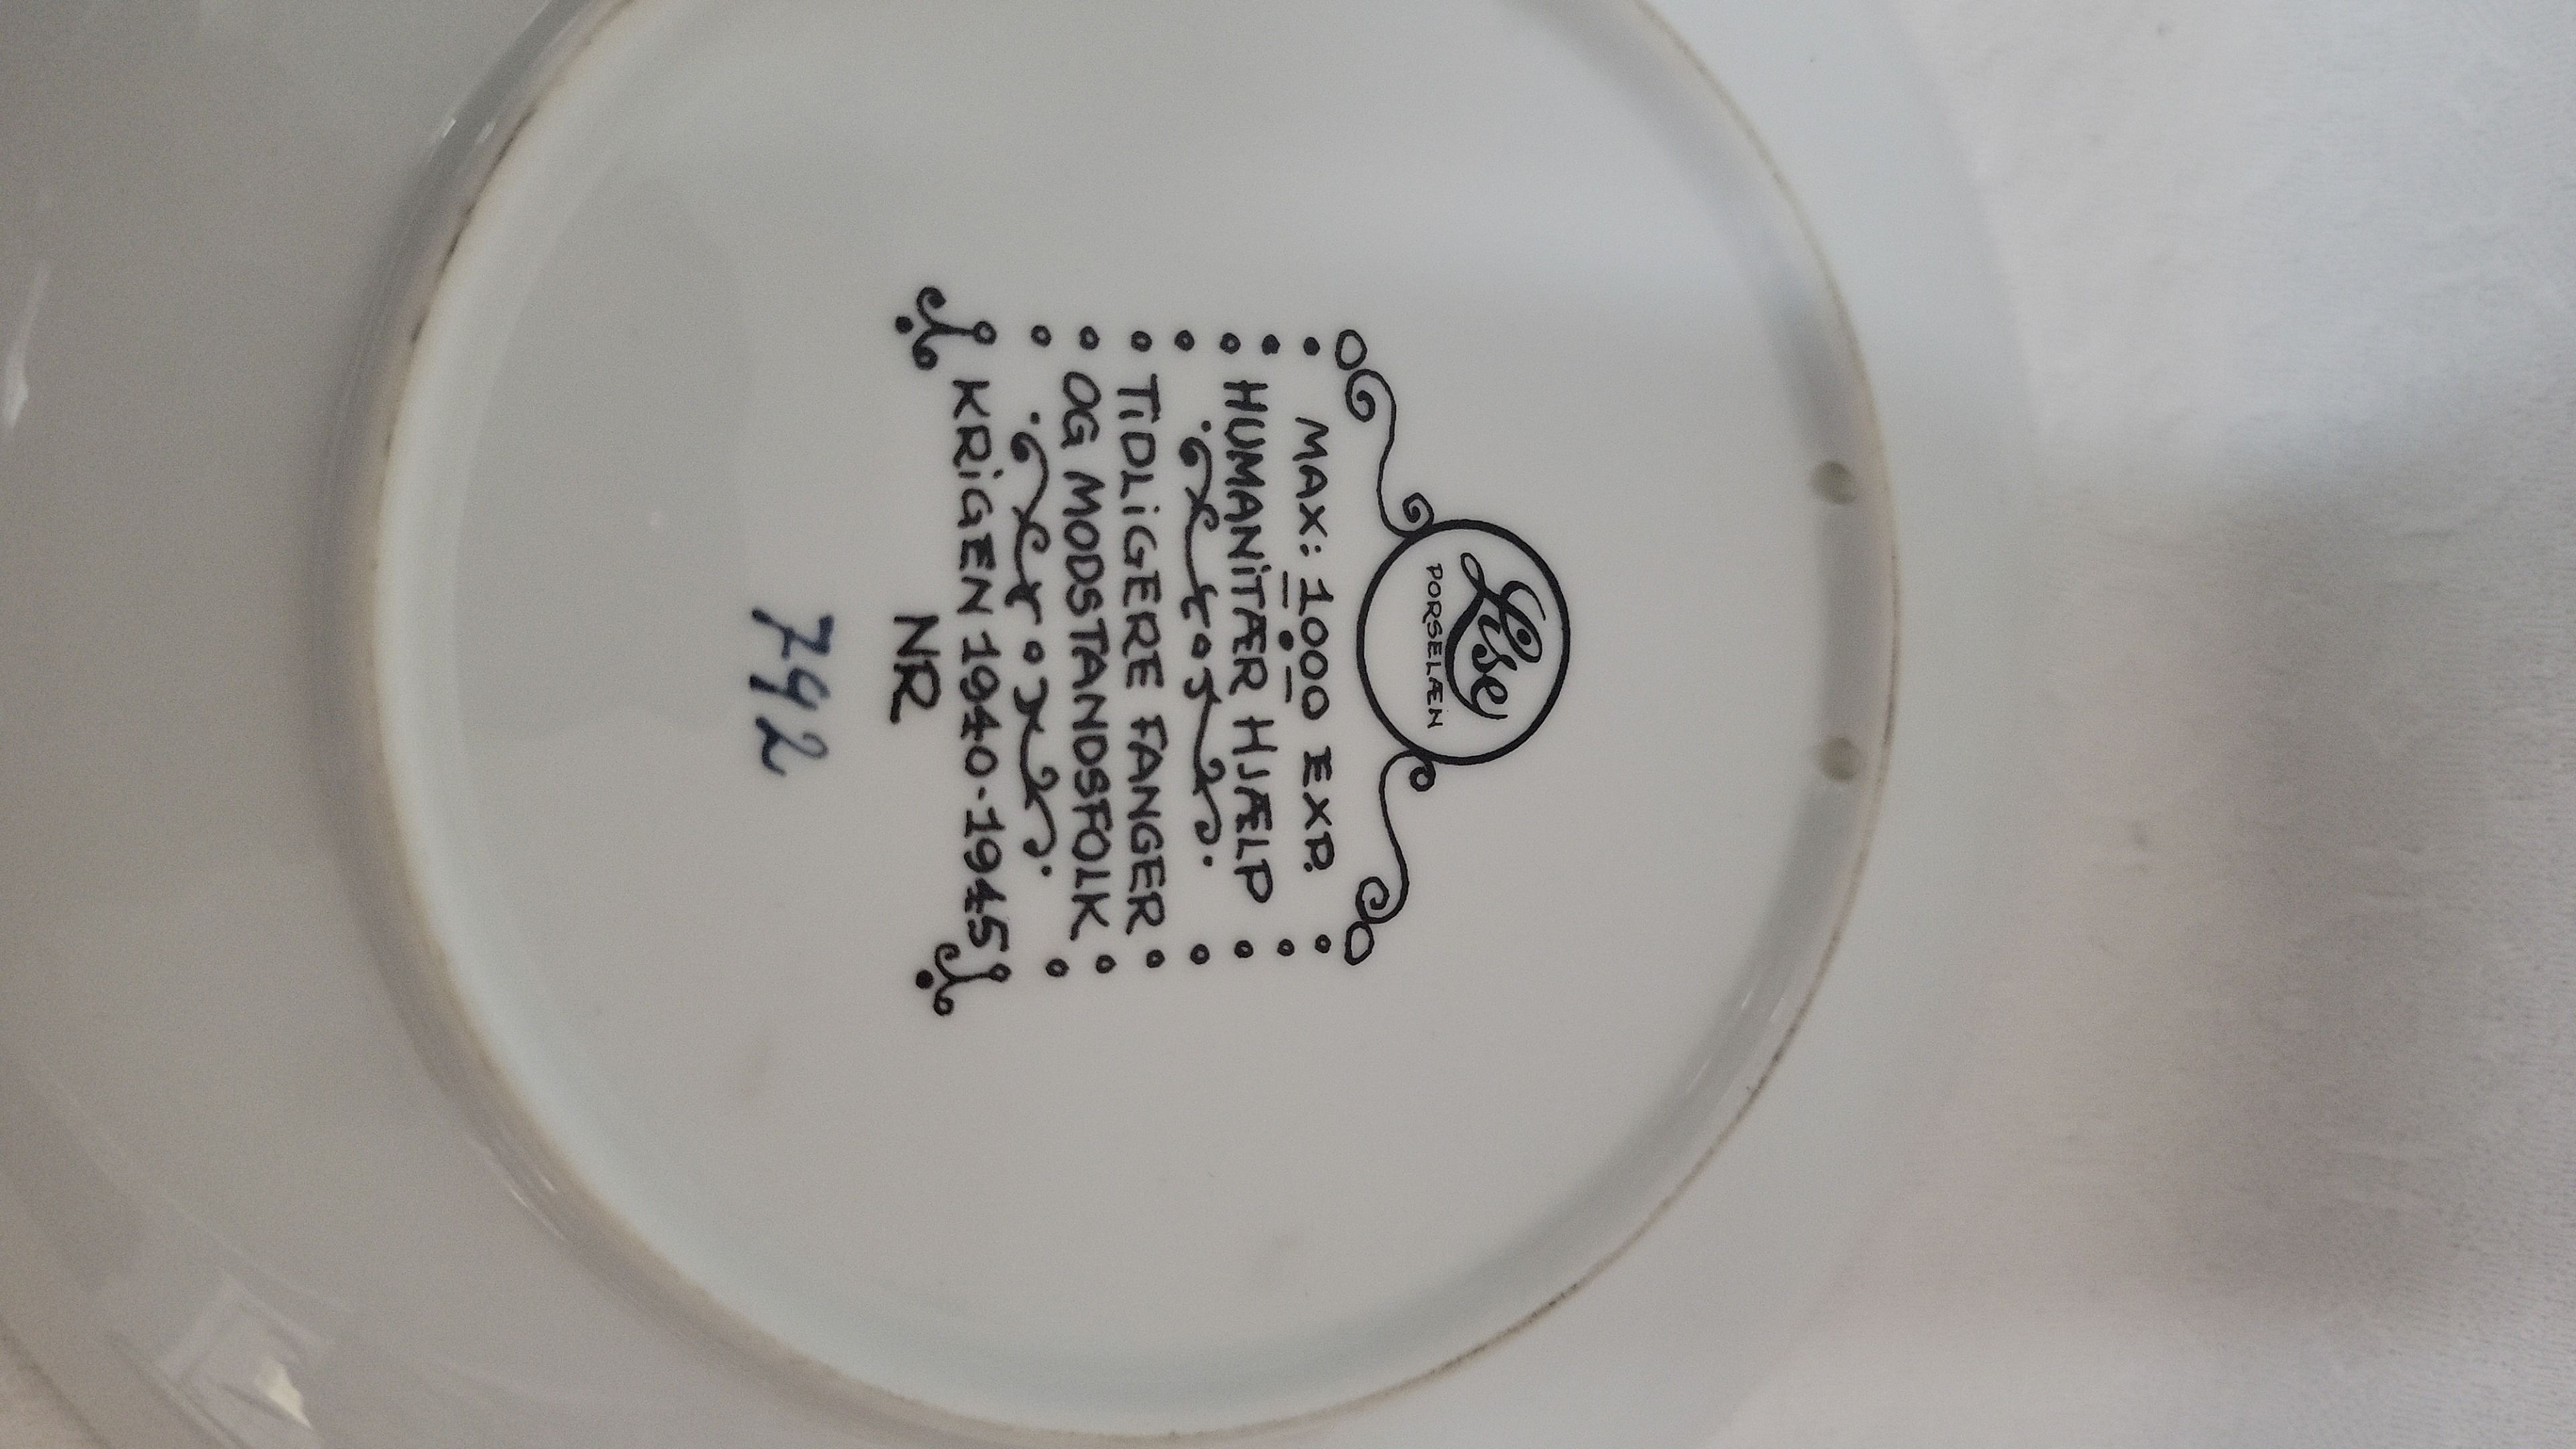 Lise
PORSELÆN
MAX: 1000 EXP.
HUMANiTÆR HJÆLP
TiDLiGERE FANGER
OG MODSTANDSFOLK
KRiGEN 1940-1945
NR
792